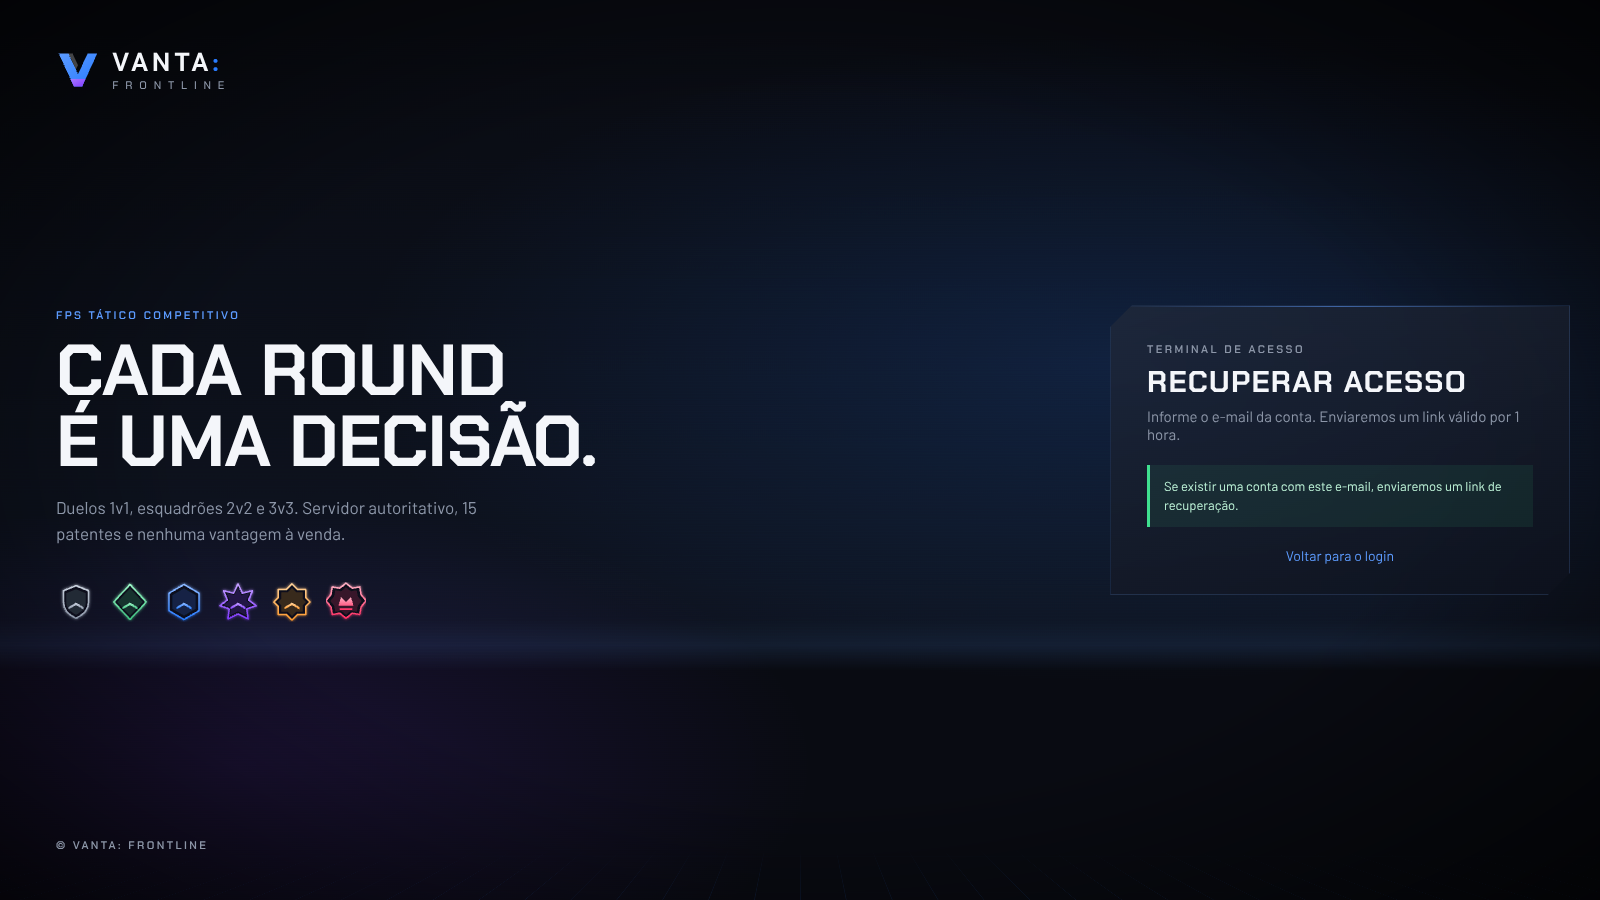 VANTA:
FRONTLINE
FPS TÁTICO COMPETITIVO
CADA ROUND
É UMA DECISÃO.
Duelos 1v1, esquadrões 2v2 e 3v3. Servidor autoritativo, 15
patentes e nenhuma vantagem à venda.
TERMINAL DE ACESSO
RECUPERAR ACESSO
Informe o e-mail da conta. Enviaremos um link válido por 1
hora.
Se existir uma conta com este e-mail, enviaremos um link de
recuperação.
Voltar para o login
© VANTA: FRONTLINE